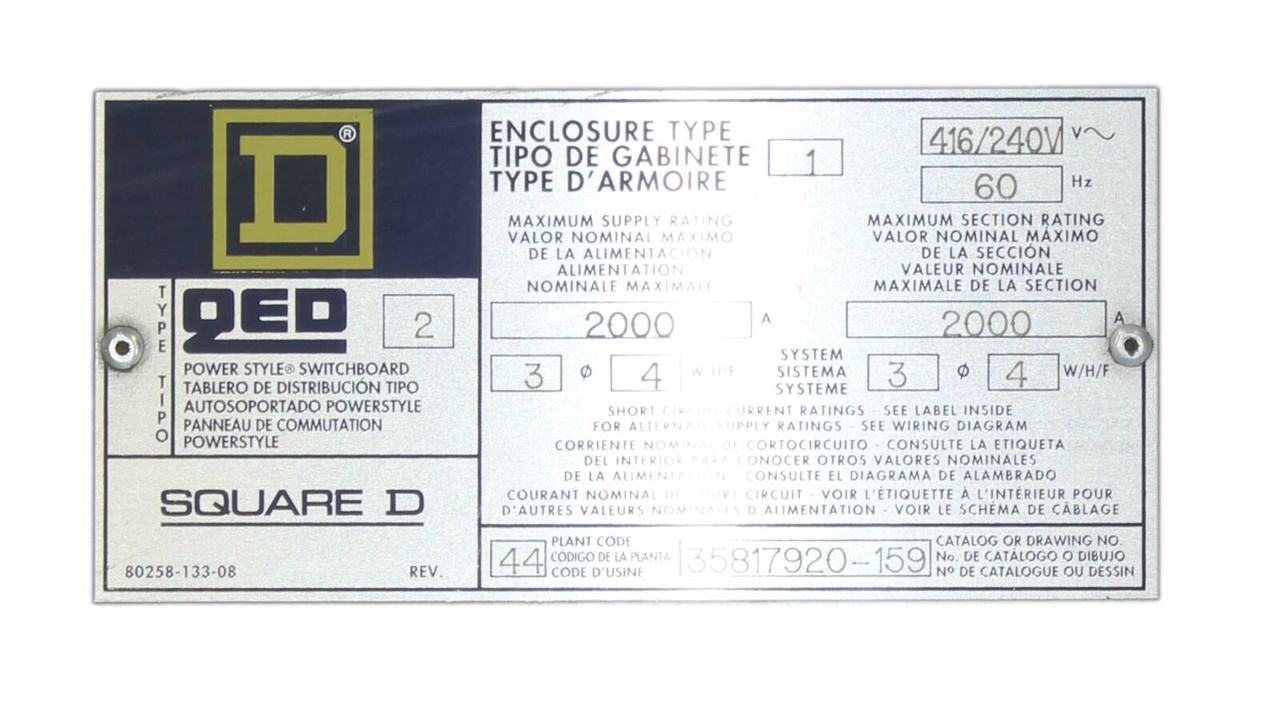 D®
ENCLOSURE TYPE
TIPO DE GABINETE
TYPE D'ARMOIRE
1
416/240V V~
60 Hz
MAXIMUM SUPPLY RATING
VALOR NOMINAL MÁXIMO
DE LA ALIMENTACIÓN
ALIMENTATION
NOMINALE MAXIMALE
2000 A
MAXIMUM SECTION RATING
VALOR NOMINAL MÁXIMO
DE LA SECCIÓN
VALEUR NOMINALE
MAXIMALE DE LA SECTION
2000 A
3 Ø 4 W/H/F
SYSTEM
SISTEMA
SYSTÈME
3 Ø 4 W/H/F
SHORT CIRCUIT CURRENT RATINGS - SEE LABEL INSIDE
FOR ALTERNATE SUPPLY RATINGS - SEE WIRING DIAGRAM
CORRIENTE NOMINAL DE CORTOCIRCUITO - CONSULTE LA ETIQUETA
DEL INTERIOR PARA CONOCER OTROS VALORES NOMINALES
DE LA ALIMENTACIÓN CONSULTE EL DIAGRAMA DE ALAMBRADO
COURANT NOMINAL DE COURT CIRCUIT - VOIR L'ÉTIQUETTE À L'INTÉRIEUR POUR
D'AUTRES VALEURS NOMINALES D'ALIMENTATION - VOIR LE SCHÉMA DE CÂBLAGE
TYPE TIPO
QED 2
POWER STYLE® SWITCHBOARD
TABLERO DE DISTRIBUCIÓN TIPO
AUTOSOPORTADO POWERSTYLE
PANNEAU DE COMMUTATION
POWERSTYLE
SQUARE D
80258-133-08 REV.
44
PLANT CODE
CÓDIGO DE LA PLANTA
CODE D'USINE
35817920-159
CATALOG OR DRAWING NO.
No. DE CATÁLOGO O DIBUJO
Nº DE CATALOGUE OU DESSIN